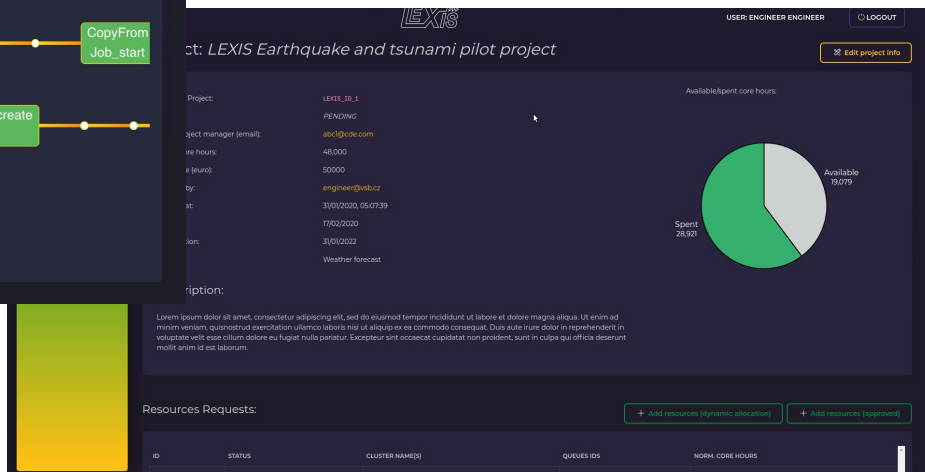 CopyFrom
Job_start
create
LEXIS
USER: ENGINEER ENGINEER
LOGOUT
ct: LEXIS Earthquake and tsunami pilot project
Edit project info
Project: LEXIS_ID_1
PENDING
oject manager (email): abc1@cde.com
re hours: 48,000
e (euro): 50000
by: engineer@vsb.cz
at: 31/01/2020, 05:07:39
17/02/2020
tion: 31/01/2022
Weather forecast
Available/spent core hours:
Available
19,079
Spent
28,921
ription:
Lorem ipsum dolor sit amet, consectetur adipiscing elit, sed do eiusmod tempor incididunt ut labore et dolore magna aliqua. Ut enim ad
minim veniam, quisnostrud exercitation ullamco laboris nisi ut aliquip ex ea commodo consequat. Duis aute irure dolor in reprehenderit in
voluptate velit esse cillum dolore eu fugiat nulla pariatur. Excepteur sint occaecat cupidatat non proident, sunt in culpa qui officia deserunt
mollit anim id est laborum.
Resources Requests:
+ Add resources (dynamic allocation)
+ Add resources (approved)
ID STATUS CLUSTER NAME(S) QUEUES IDS NORM. CORE HOURS